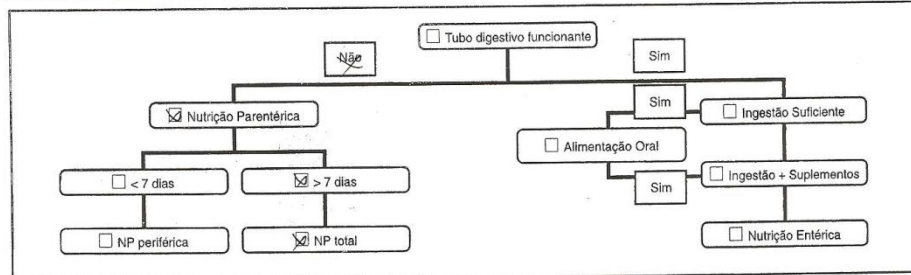 Tubo digestivo funcionante
Não
Sim
Nutrição Parentérica
Sim
Ingestão Suficiente
Alimentação Oral
< 7 dias
> 7 dias
Sim
Ingestão + Suplementos
NP periférica
NP total
Nutrição Entérica